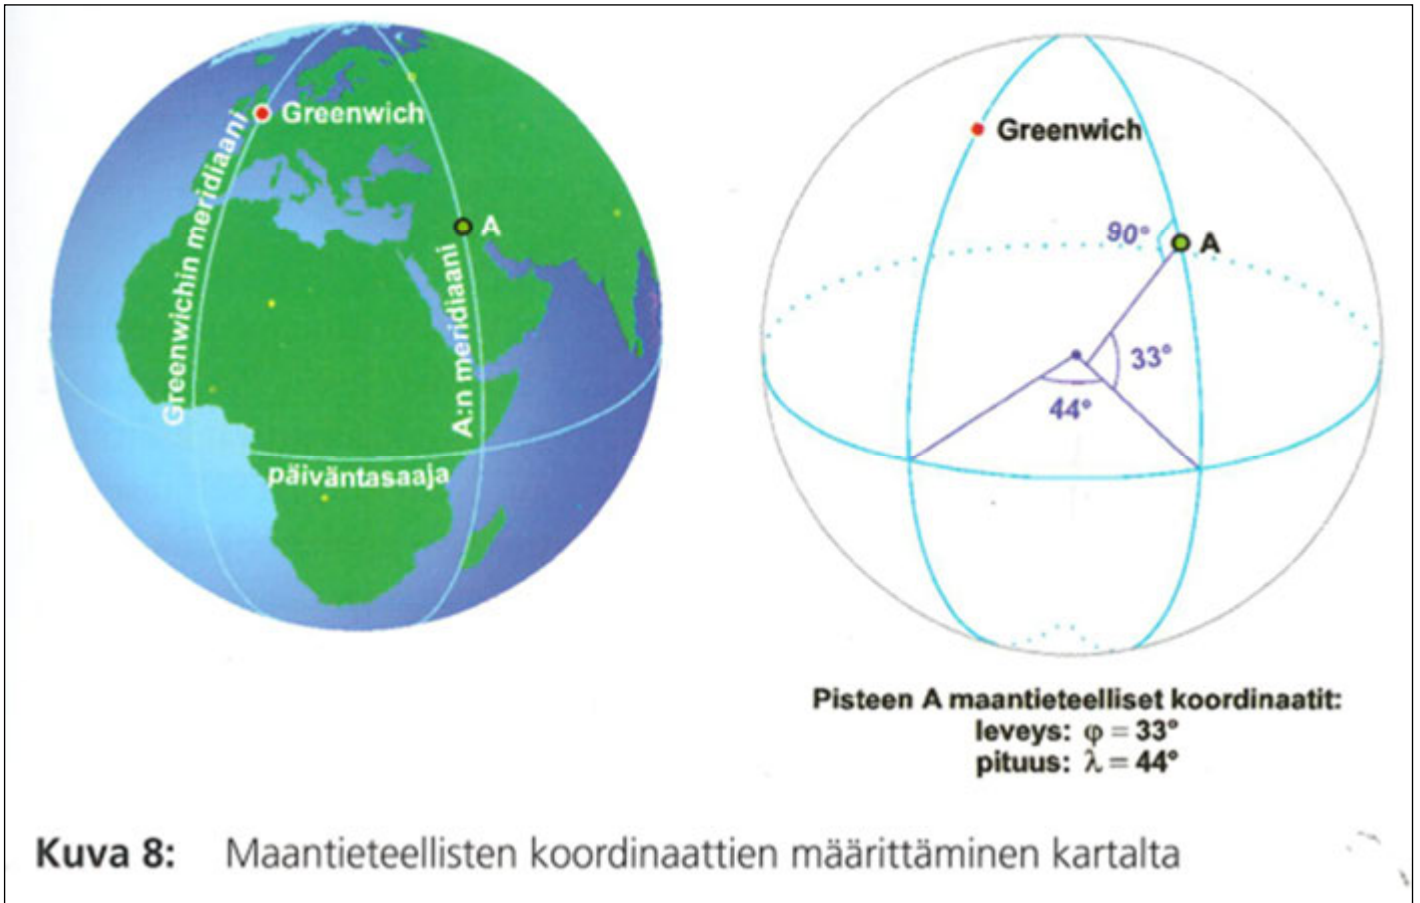 Greenwich
Greenwichin meridiaani
A
A:n meridiaani
päiväntasaaja
Greenwich
90°
A
33°
44°
Pisteen A maantieteelliset koordinaatit:
leveys: φ = 33°
pituus: λ = 44°
Kuva 8: Maantieteellisten koordinaattien määrittäminen kartalta